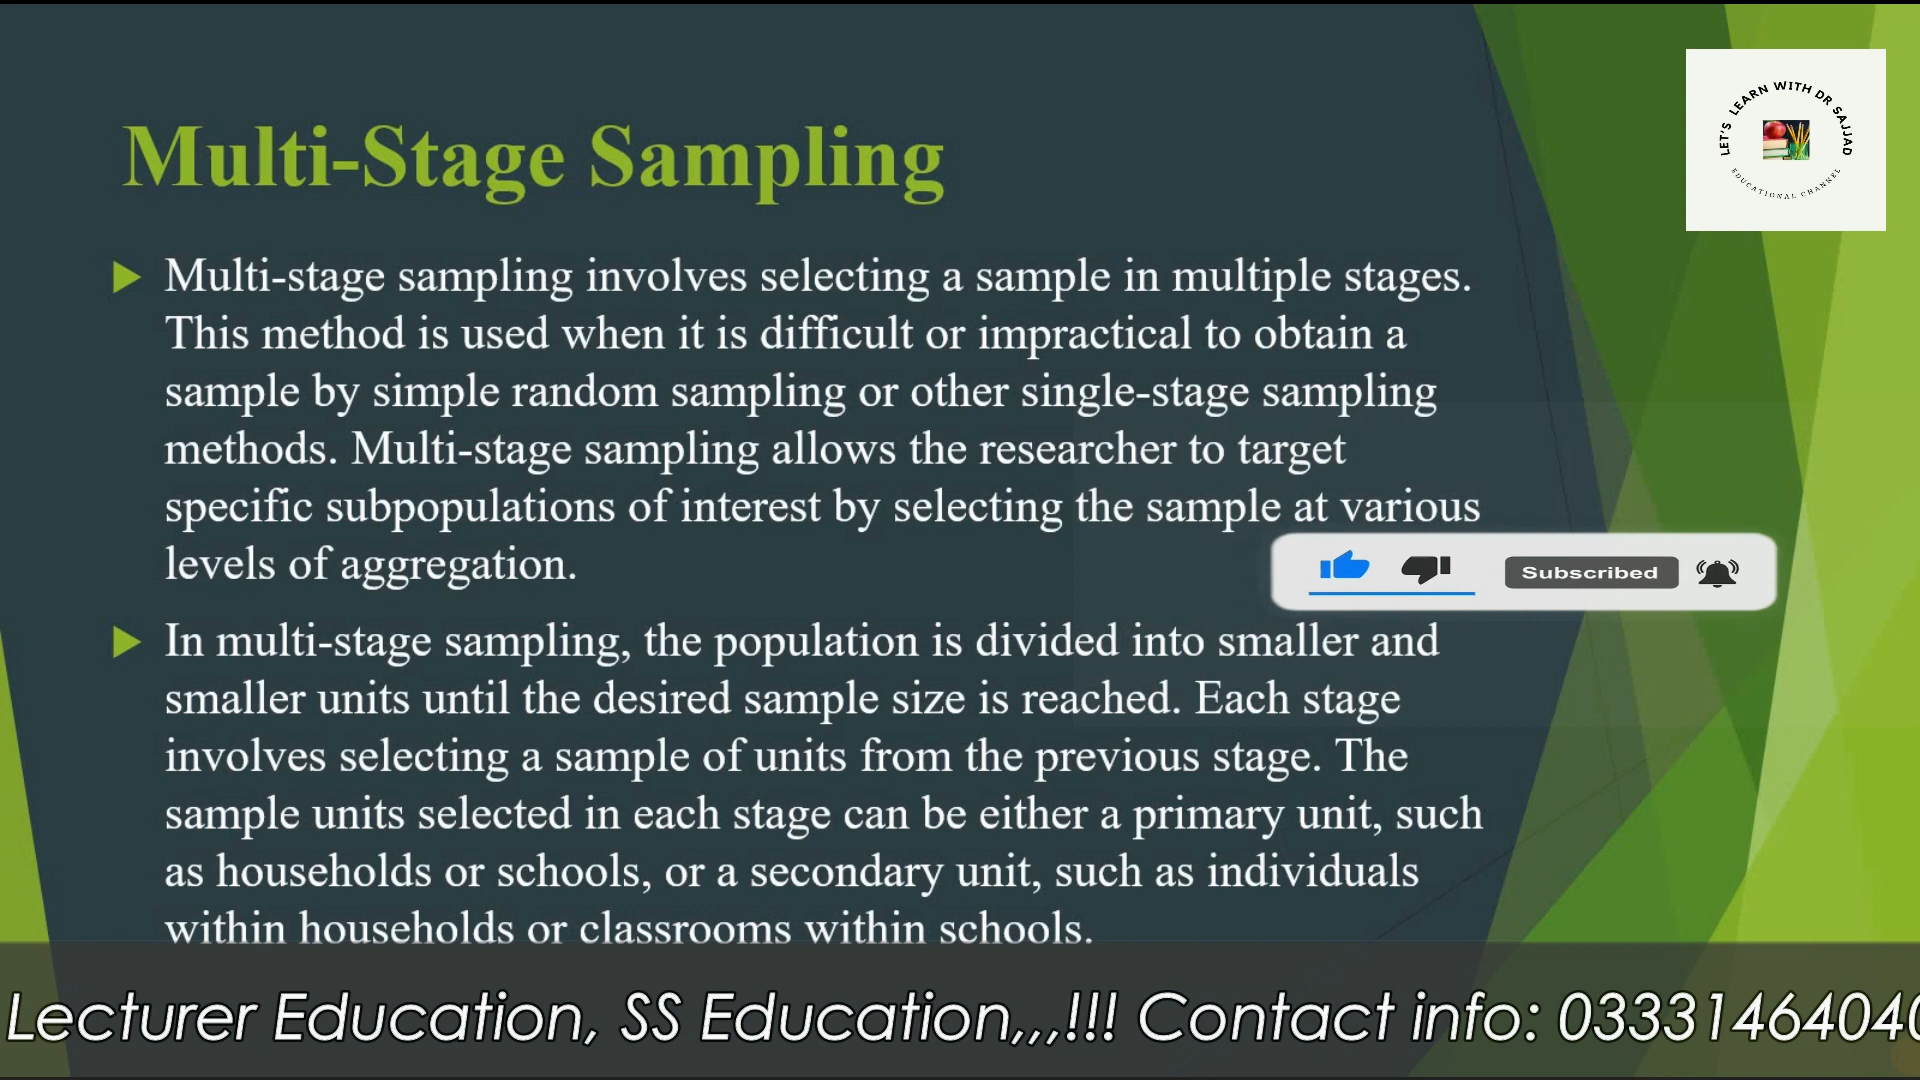 LET'S LEARN WITH DR SAJJAD
EDUCATIONAL CHANNEL
Multi-Stage Sampling
Multi-stage sampling involves selecting a sample in multiple stages.
This method is used when it is difficult or impractical to obtain a
sample by simple random sampling or other single-stage sampling
methods. Multi-stage sampling allows the researcher to target
specific subpopulations of interest by selecting the sample at various
levels of aggregation.
Subscribed
In multi-stage sampling, the population is divided into smaller and
smaller units until the desired sample size is reached. Each stage
involves selecting a sample of units from the previous stage. The
sample units selected in each stage can be either a primary unit, such
as households or schools, or a secondary unit, such as individuals
within households or classrooms within schools.
Lecturer Education, SS Education,,,!!! Contact info: 03331464040